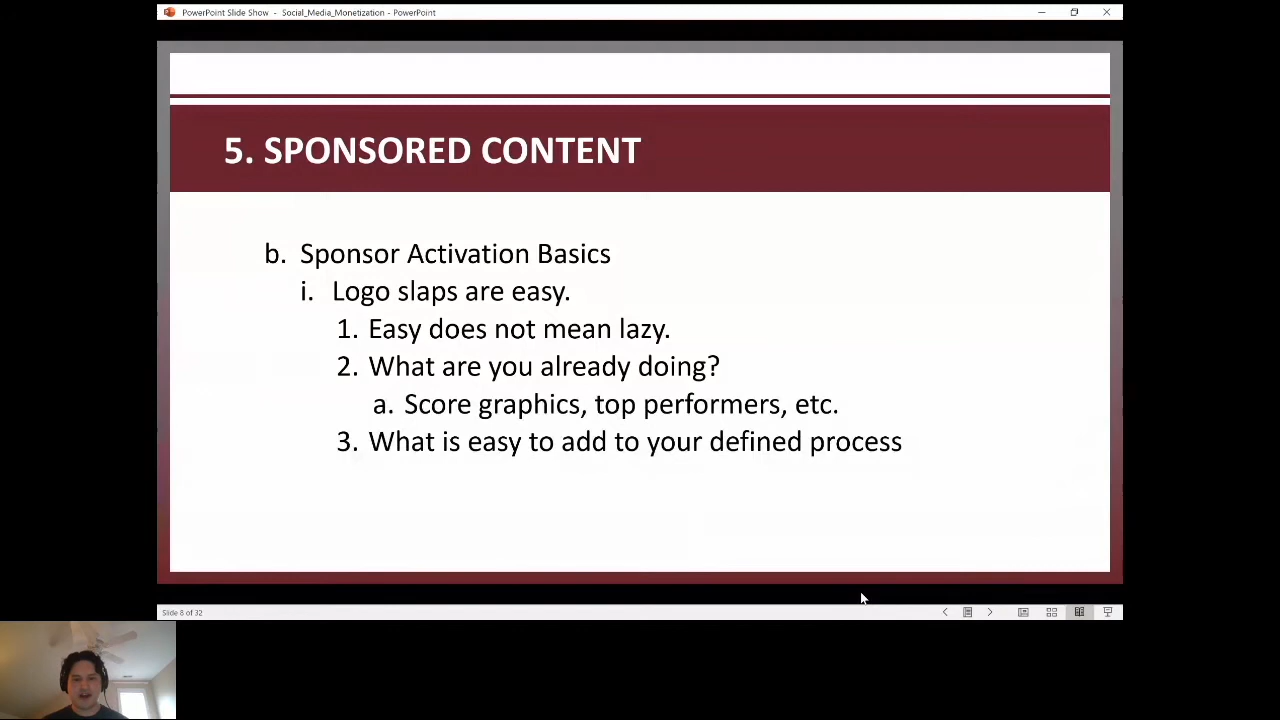 PowerPoint Slide Show - Social_Media_Monetization - PowerPoint
5. SPONSORED CONTENT
b. Sponsor Activation Basics
i. Logo slaps are easy.
1. Easy does not mean lazy.
2. What are you already doing?
a. Score graphics, top performers, etc.
3. What is easy to add to your defined process
Slide 8 of 32